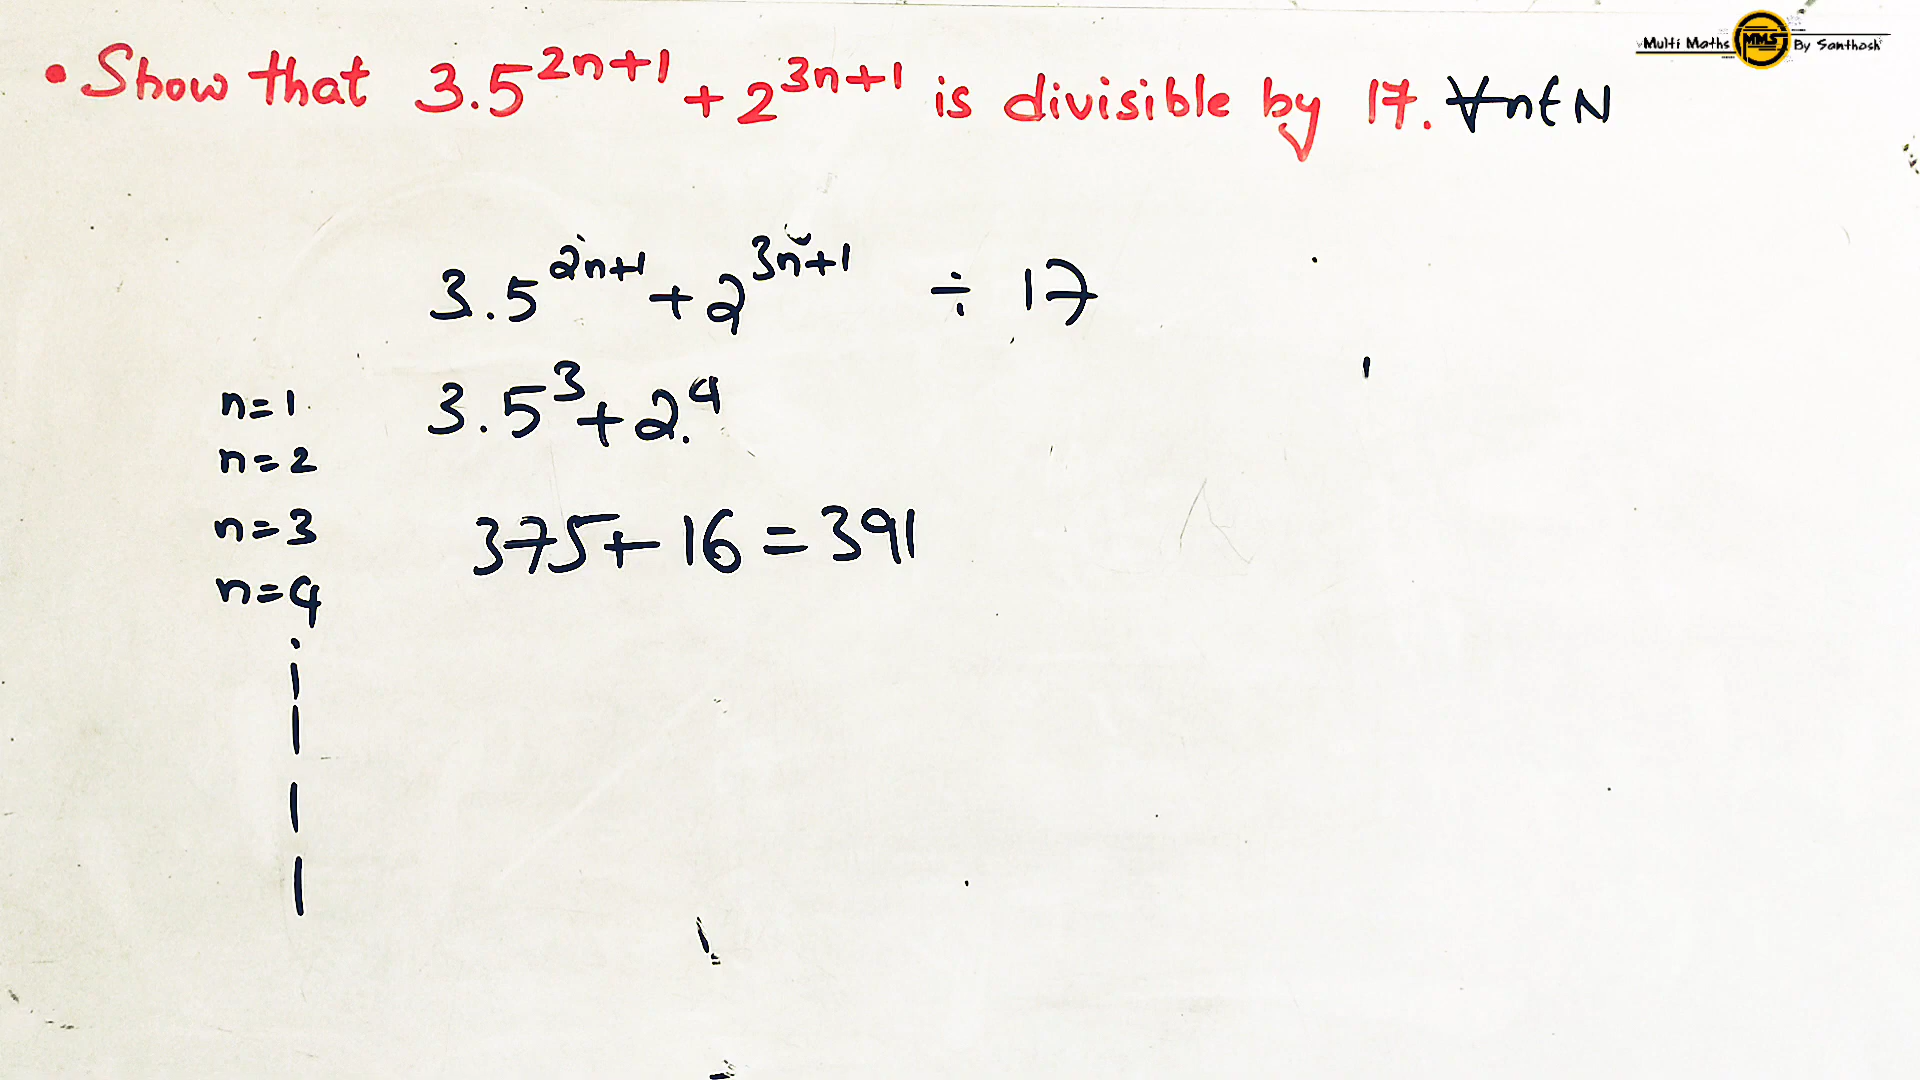 • Show that 3.5^{2n+1} + 2^{3n+1} is divisible by 17. ∀n∈N
Multi Maths MMS By Santhosh
3.5^{2n+1} + 2^{3n+1} ÷ 17
n=1. 3.5^3 + 2.^4
n=2
n=3 375+16=391
n=4